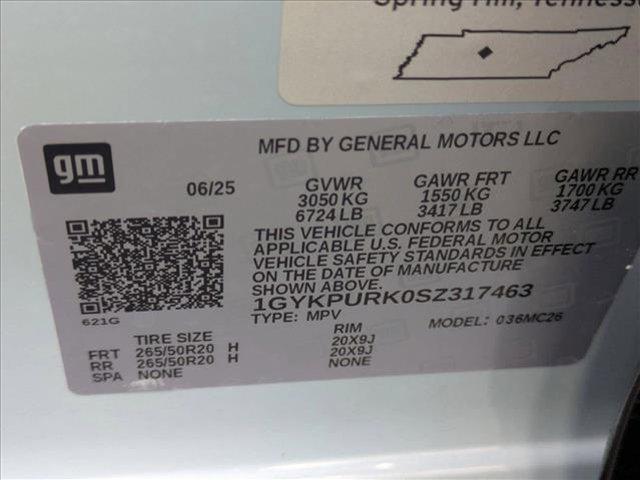 Spring Hill, Tennessee
gm
MFD BY GENERAL MOTORS LLC
06/25
GVWR GAWR FRT GAWR RR
3050 KG 1550 KG 1700 KG
6724 LB 3417 LB 3747 LB
THIS VEHICLE CONFORMS TO ALL
APPLICABLE U.S. FEDERAL MOTOR
VEHICLE SAFETY STANDARDS IN EFFECT
ON THE DATE OF MANUFACTURE
SHOWN ABOVE.
1GYKPURK0SZ317463
621G
TYPE: MPV MODEL: 036MC26
TIRE SIZE RIM
FRT 265/50R20 H 20X9J
RR 265/50R20 H 20X9J
SPA NONE NONE